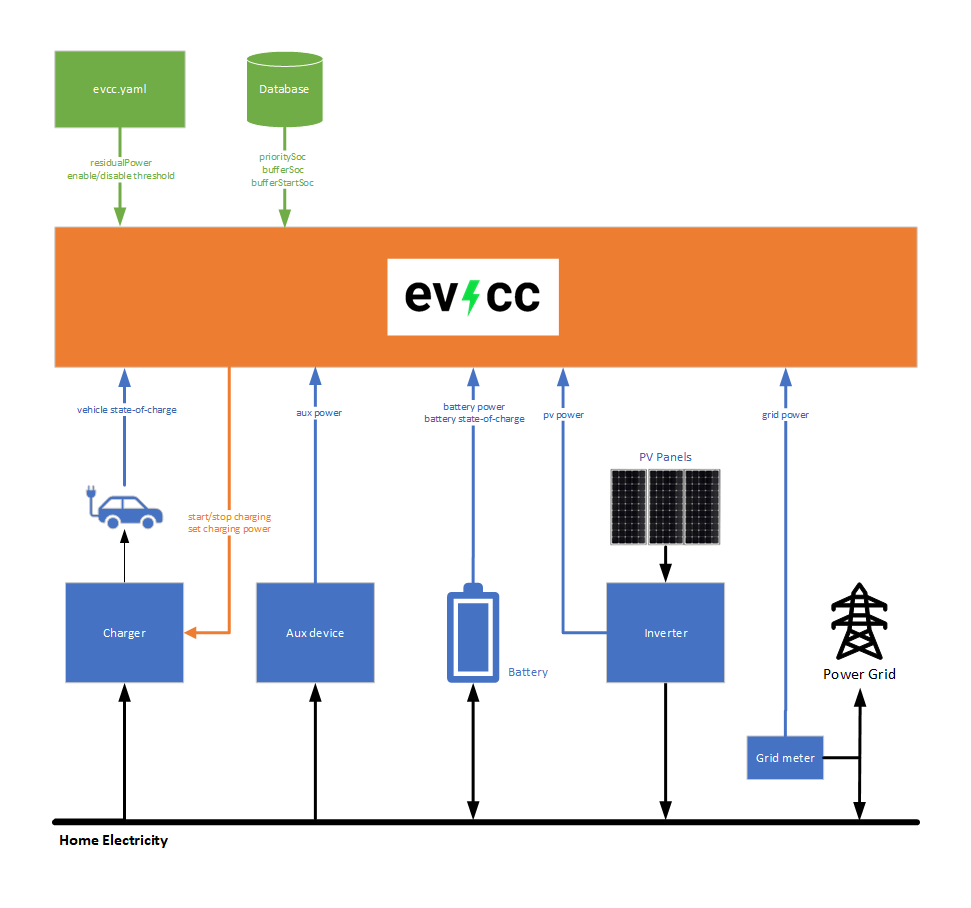 evcc.yaml
Database
residualPower
enable/disable threshold
prioritySoc
bufferSoc
bufferStartSoc
ev cc
vehicle state-of-charge
aux power
battery power
battery state-of-charge
pv power
grid power
PV Panels
start/stop charging
set charging power
Charger
Aux device
Battery
Inverter
Power Grid
Grid meter
Home Electricity